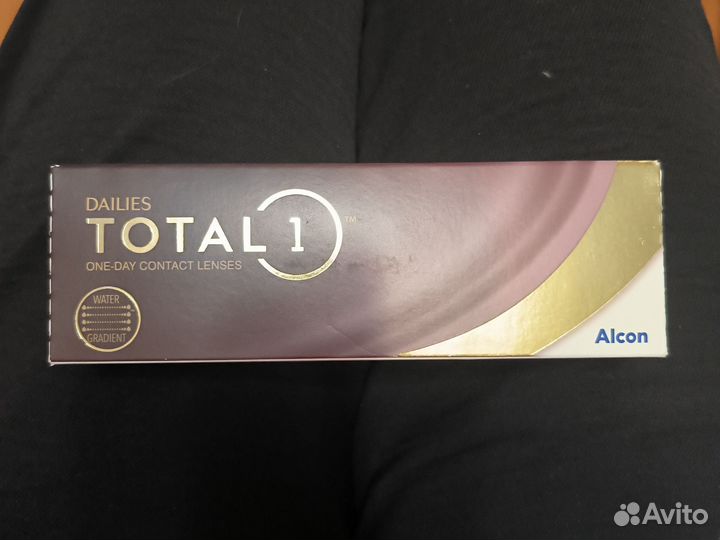 DAILIES
TOTAL 1™
ONE-DAY CONTACT LENSES
WATER
GRADIENT
Alcon
Avito